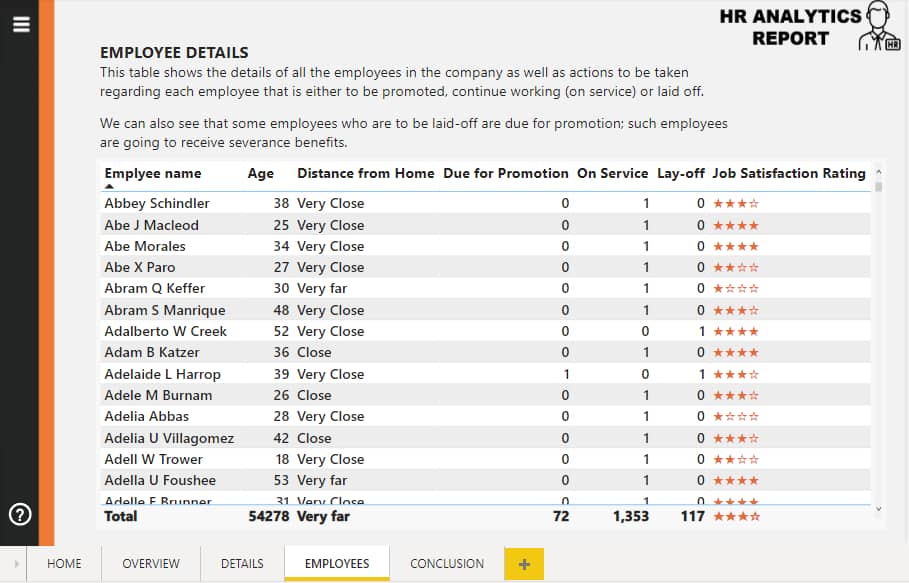 HR ANALYTICS
REPORT
HR
EMPLOYEE DETAILS
This table shows the details of all the employees in the company as well as actions to be taken
regarding each employee that is either to be promoted, continue working (on service) or laid off.
We can also see that some employees who are to be laid-off are due for promotion; such employees
are going to receive severance benefits.
Emplyee name Age Distance from Home Due for Promotion On Service Lay-off Job Satisfaction Rating
Abbey Schindler 38 Very Close 0 1 0 ★★★☆
Abe J Macleod 25 Very Close 0 1 0 ★★★★
Abe Morales 34 Very Close 0 1 0 ★★★★
Abe X Paro 27 Very Close 0 1 0 ★★☆☆
Abram Q Keffer 30 Very far 0 1 0 ★☆☆☆
Abram S Manrique 48 Very Close 0 1 0 ★★★☆
Adalberto W Creek 52 Very Close 0 0 1 ★★★★
Adam B Katzer 36 Close 0 1 0 ★★★★
Adelaide L Harrop 39 Very Close 1 0 1 ★★★☆
Adele M Burnam 26 Close 0 1 0 ★★★☆
Adelia Abbas 28 Very Close 0 1 0 ★☆☆☆
Adelia U Villagomez 42 Close 0 1 0 ★★★☆
Adell W Trower 18 Very Close 0 1 0 ★★☆☆
Adella U Foushee 53 Very far 0 1 0 ★★★★
Adelle F Brunner 31 Very Close 0 1 0 ★★★★
Total 54278 Very far 72 1,353 117 ★★★☆
?
HOME OVERVIEW DETAILS EMPLOYEES CONCLUSION +